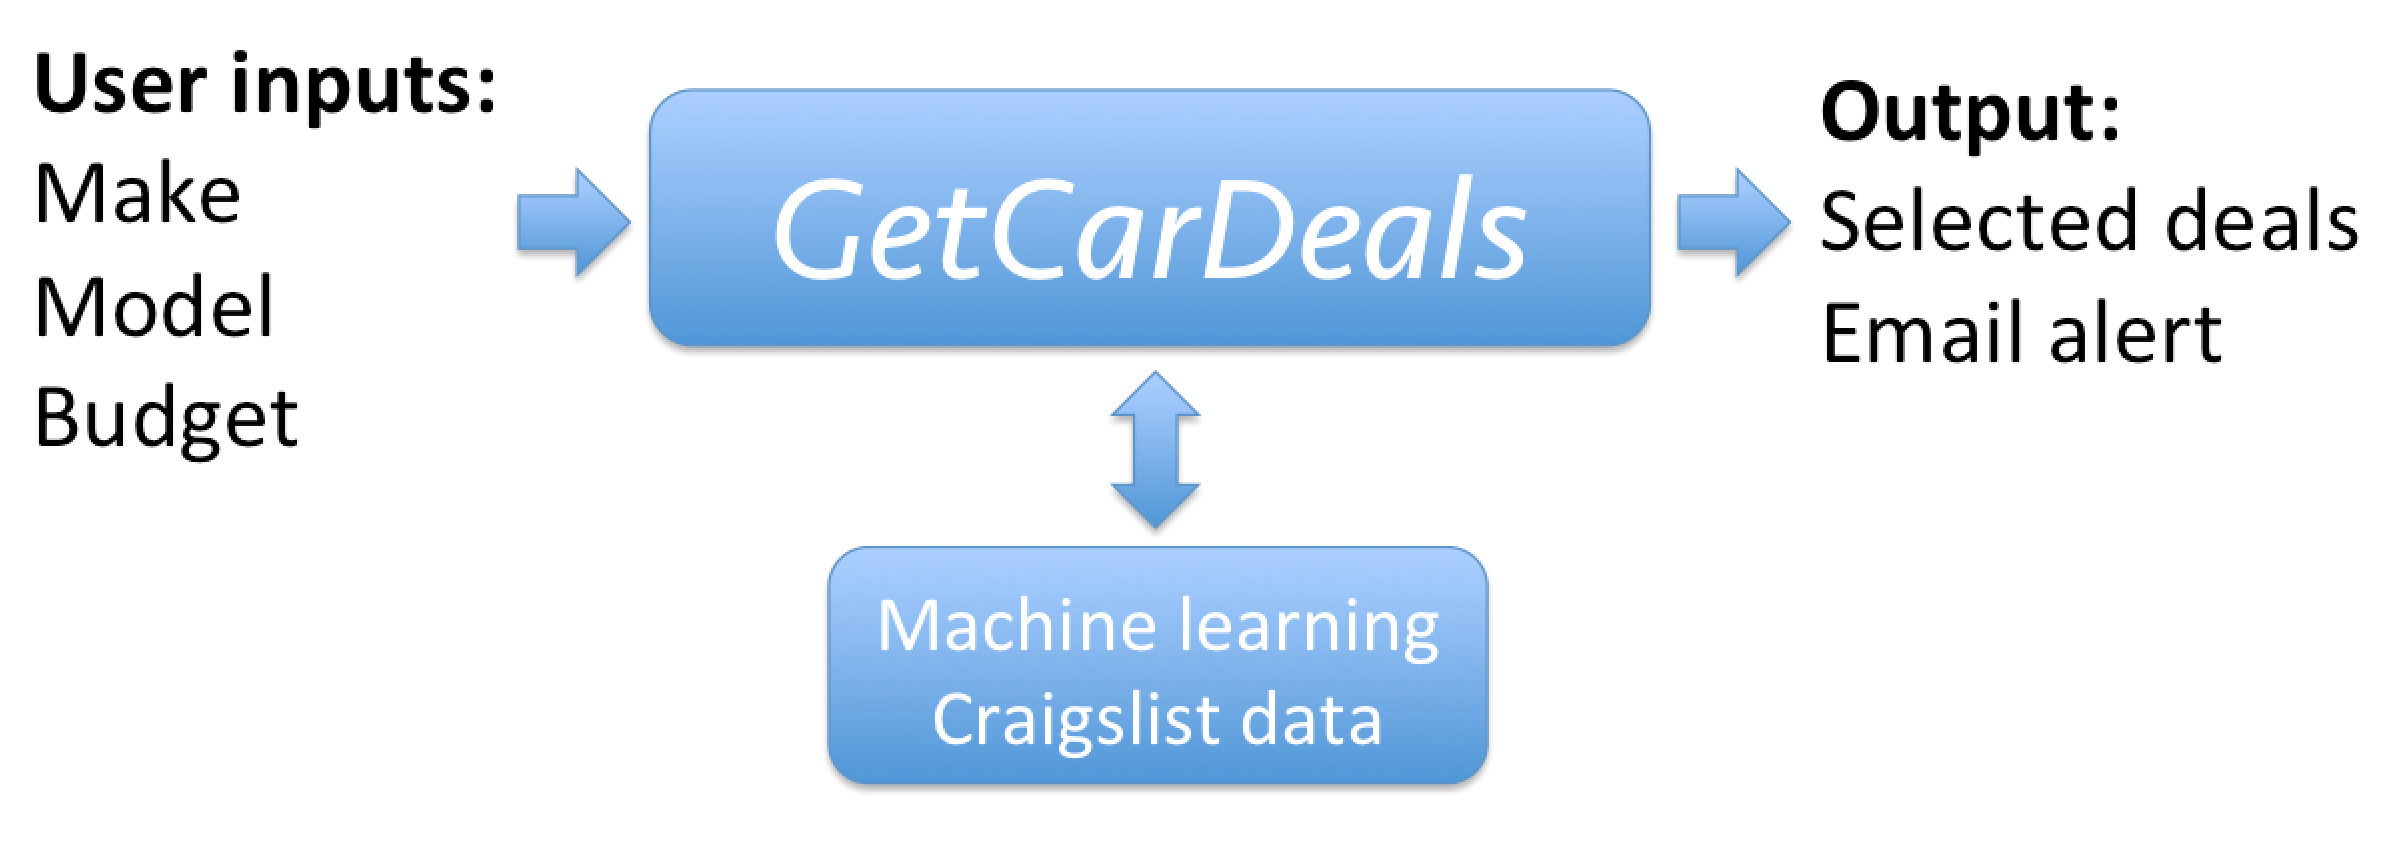 User inputs:
Make
Model
Budget
GetCarDeals
Output:
Selected deals
Email alert
Machine learning
Craigslist data